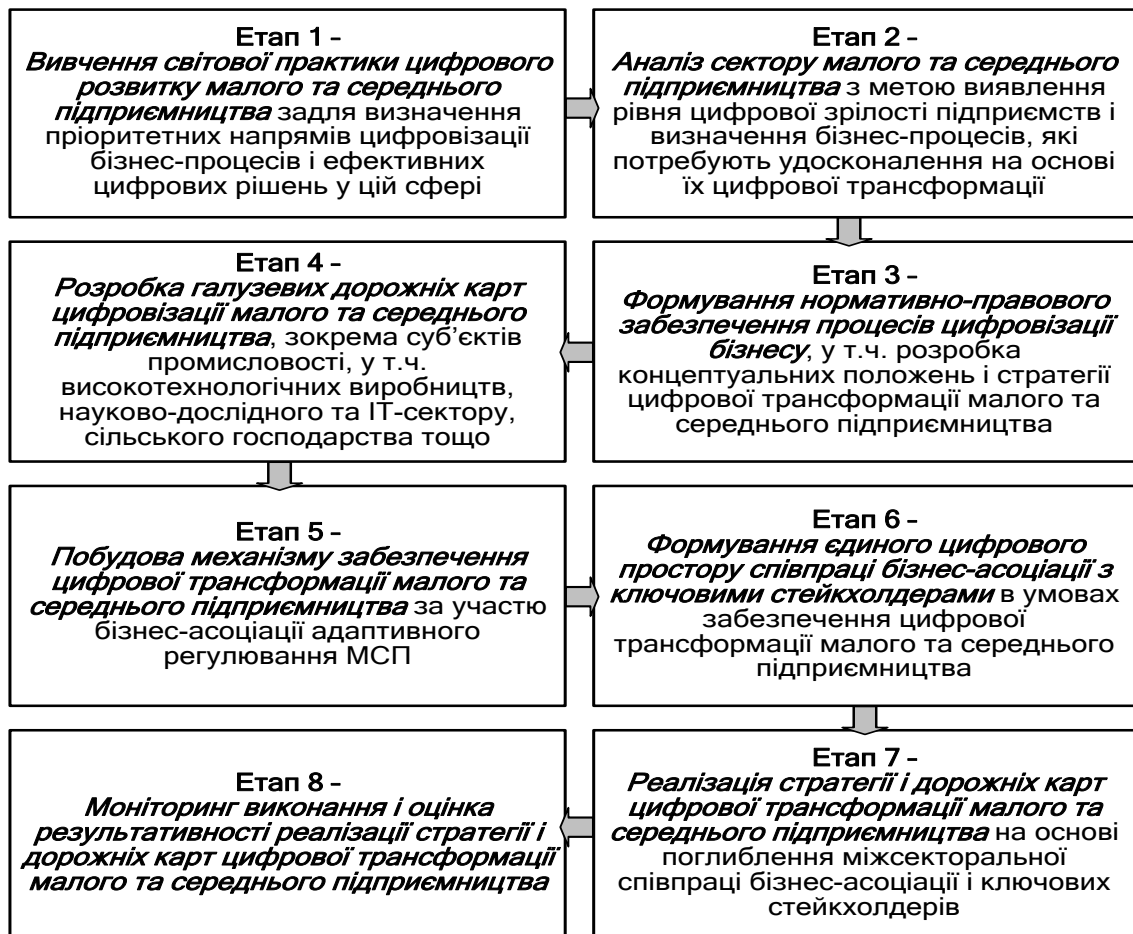 Етап 1 –
Вивчення світової практики цифрового
розвитку малого та середнього
підприємництва задля визначення
пріоритетних напрямів цифровізації
бізнес-процесів і ефективних
цифрових рішень у цій сфері
Етап 2 –
Аналіз сектору малого та середнього
підприємництва з метою виявлення
рівня цифрової зрілості підприємств і
визначення бізнес-процесів, які
потребують удосконалення на основі
їх цифрової трансформації
Етап 3 –
Формування нормативно-правового
забезпечення процесів цифровізації
бізнесу, у т.ч. розробка
концептуальних положень і стратегії
цифрової трансформації малого та
середнього підприємництва
Етап 4 –
Розробка галузевих дорожніх карт
цифровізації малого та середнього
підприємництва, зокрема суб’єктів
промисловості, у т.ч.
високотехнологічних виробництв,
науково-дослідного та ІТ-сектору,
сільського господарства тощо
Етап 5 –
Побудова механізму забезпечення
цифрової трансформації малого та
середнього підприємництва за участю
бізнес-асоціації адаптивного
регулювання МСП
Етап 6 –
Формування єдиного цифрового
простору співпраці бізнес-асоціації з
ключовими стейкхолдерами в умовах
забезпечення цифрової
трансформації малого та середнього
підприємництва
Етап 7 –
Реалізація стратегії і дорожніх карт
цифрової трансформації малого та
середнього підприємництва на основі
поглиблення міжсекторальної
співпраці бізнес-асоціації і ключових
стейкхолдерів
Етап 8 –
Моніторинг виконання і оцінка
результативності реалізації стратегії і
дорожніх карт цифрової трансформації
малого та середнього підприємництва